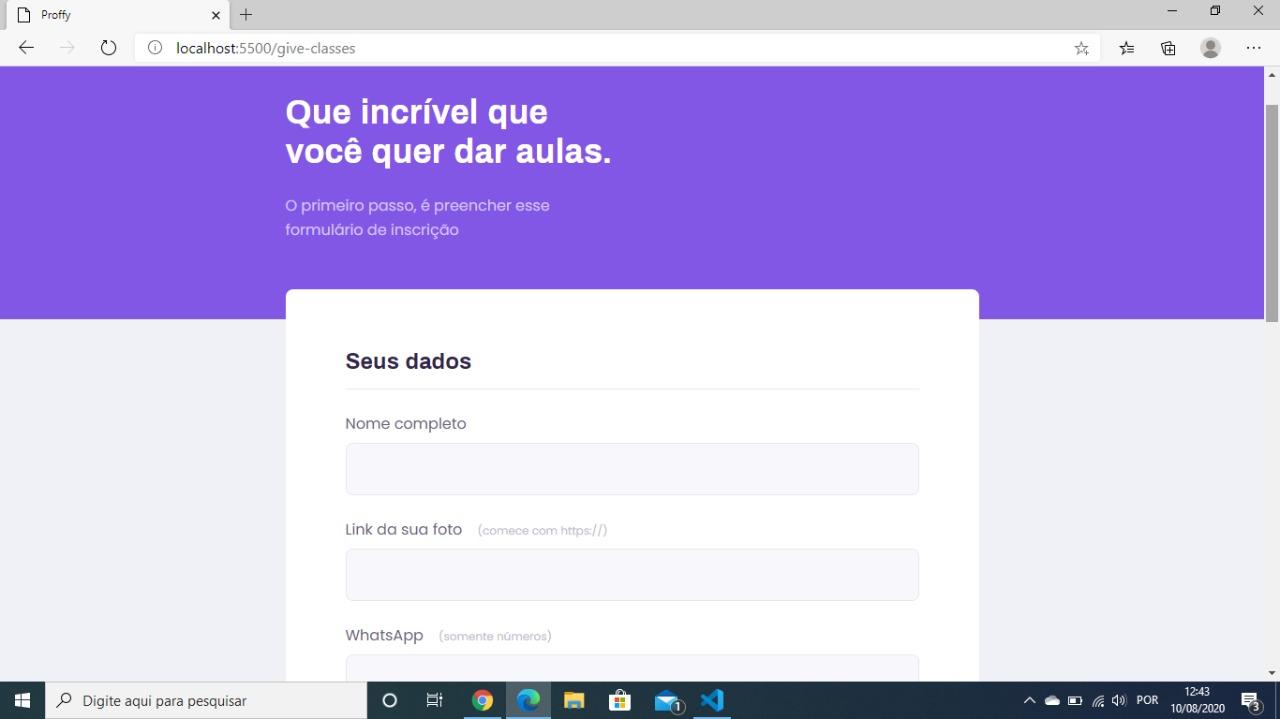 Proffy
localhost:5500/give-classes
Que incrível que
você quer dar aulas.
O primeiro passo, é preencher esse
formulário de inscrição
Seus dados
Nome completo
Link da sua foto (comece com https://)
WhatsApp (somente números)
Digite aqui para pesquisar
1
POR
12:43
10/08/2020
3